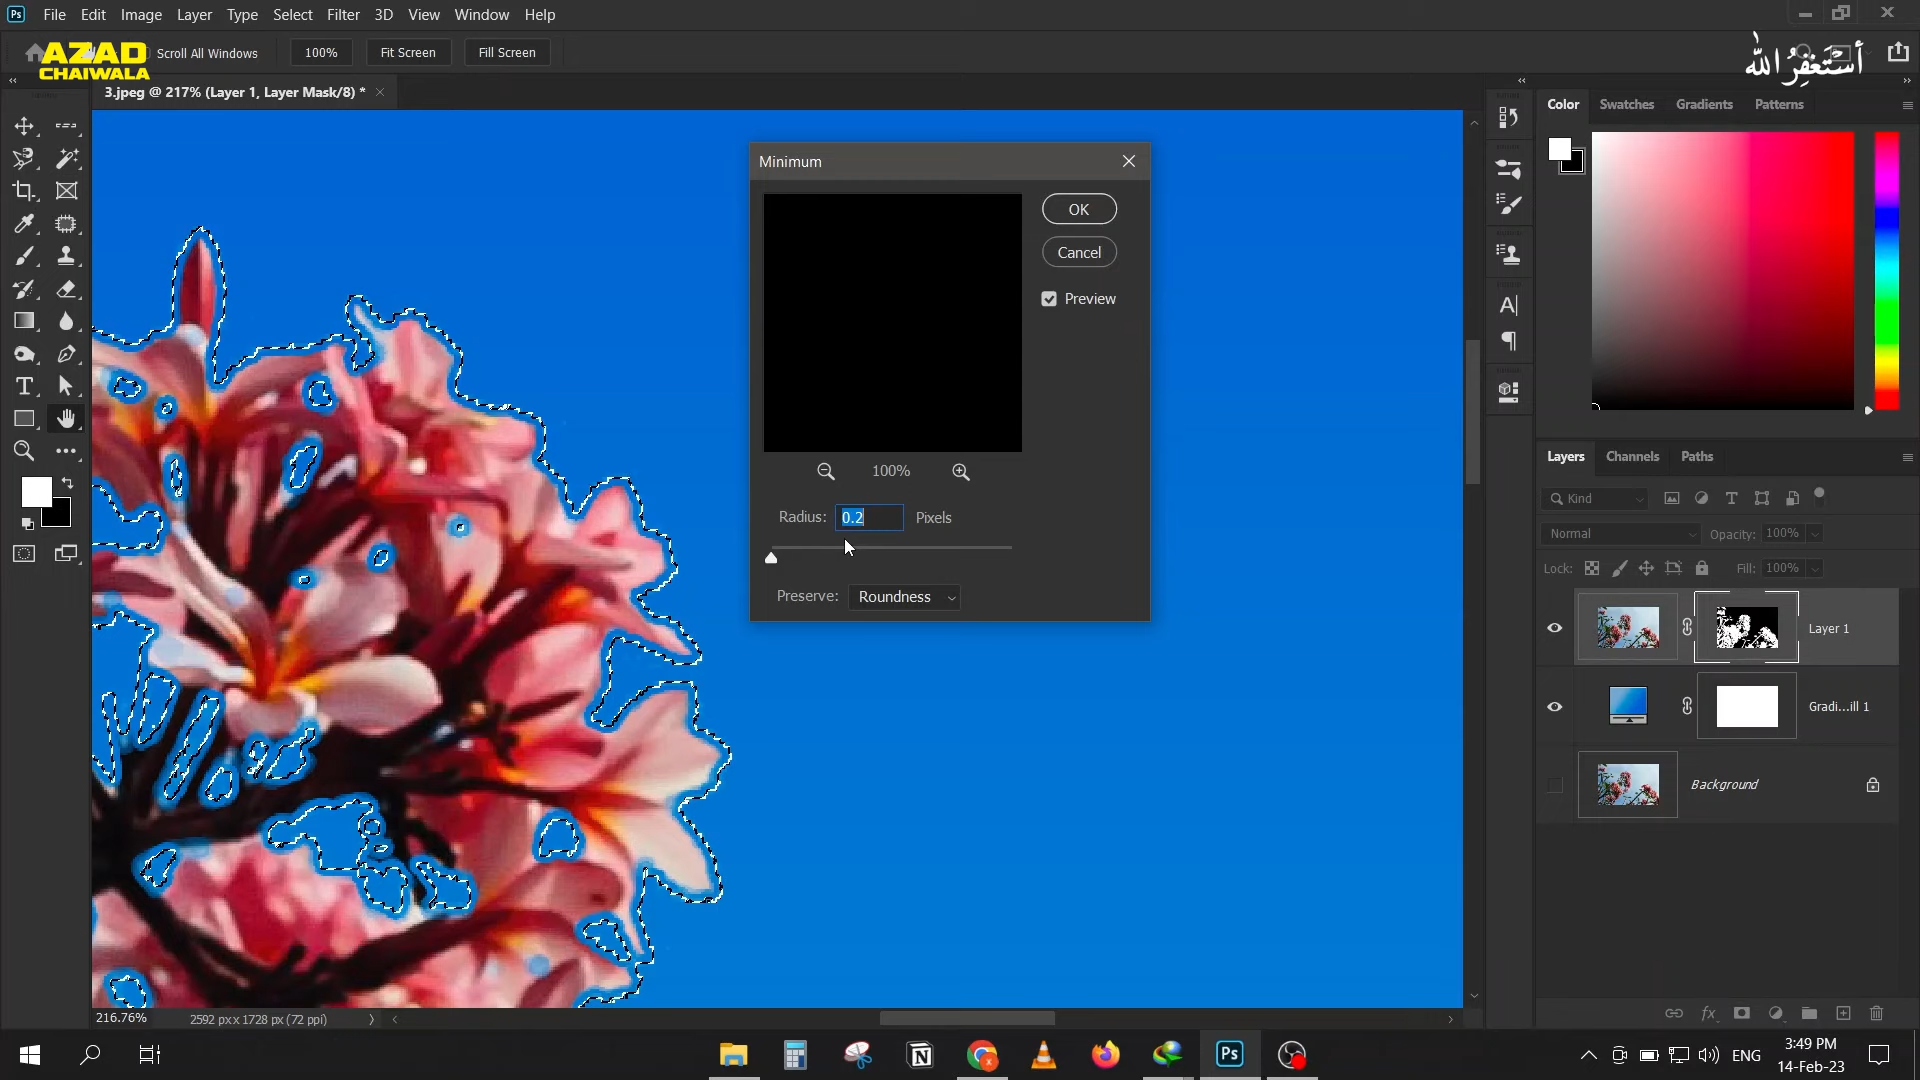 File Edit Image Layer Type Select Filter 3D View Window Help
AZAD
CHAIWALA
Scroll All Windows 100% Fit Screen Fill Screen
أستغفر الله
3.jpeg @ 217% (Layer 1, Layer Mask/8) *
Color Swatches Gradients Patterns
Minimum
OK
Cancel
Preview
100%
Radius: 0.2 Pixels
Preserve: Roundness
Layers Channels Paths
Kind
Normal Opacity: 100%
Lock: Fill: 100%
Layer 1
Gradi...ill 1
Background
216.76% 2592 px x 1728 px (72 ppi)
Ps
ENG
3:49 PM
14-Feb-23